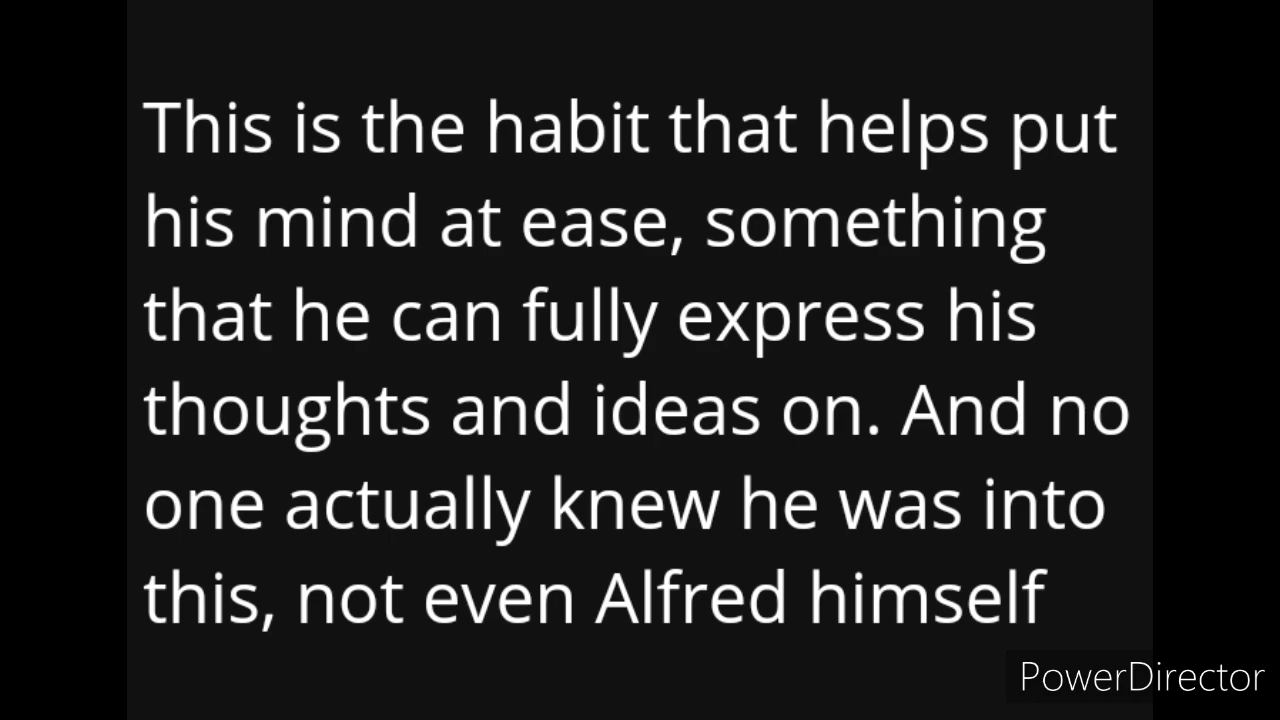 This is the habit that helps put
his mind at ease, something
that he can fully express his
thoughts and ideas on. And no
one actually knew he was into
this, not even Alfred himself
PowerDirector